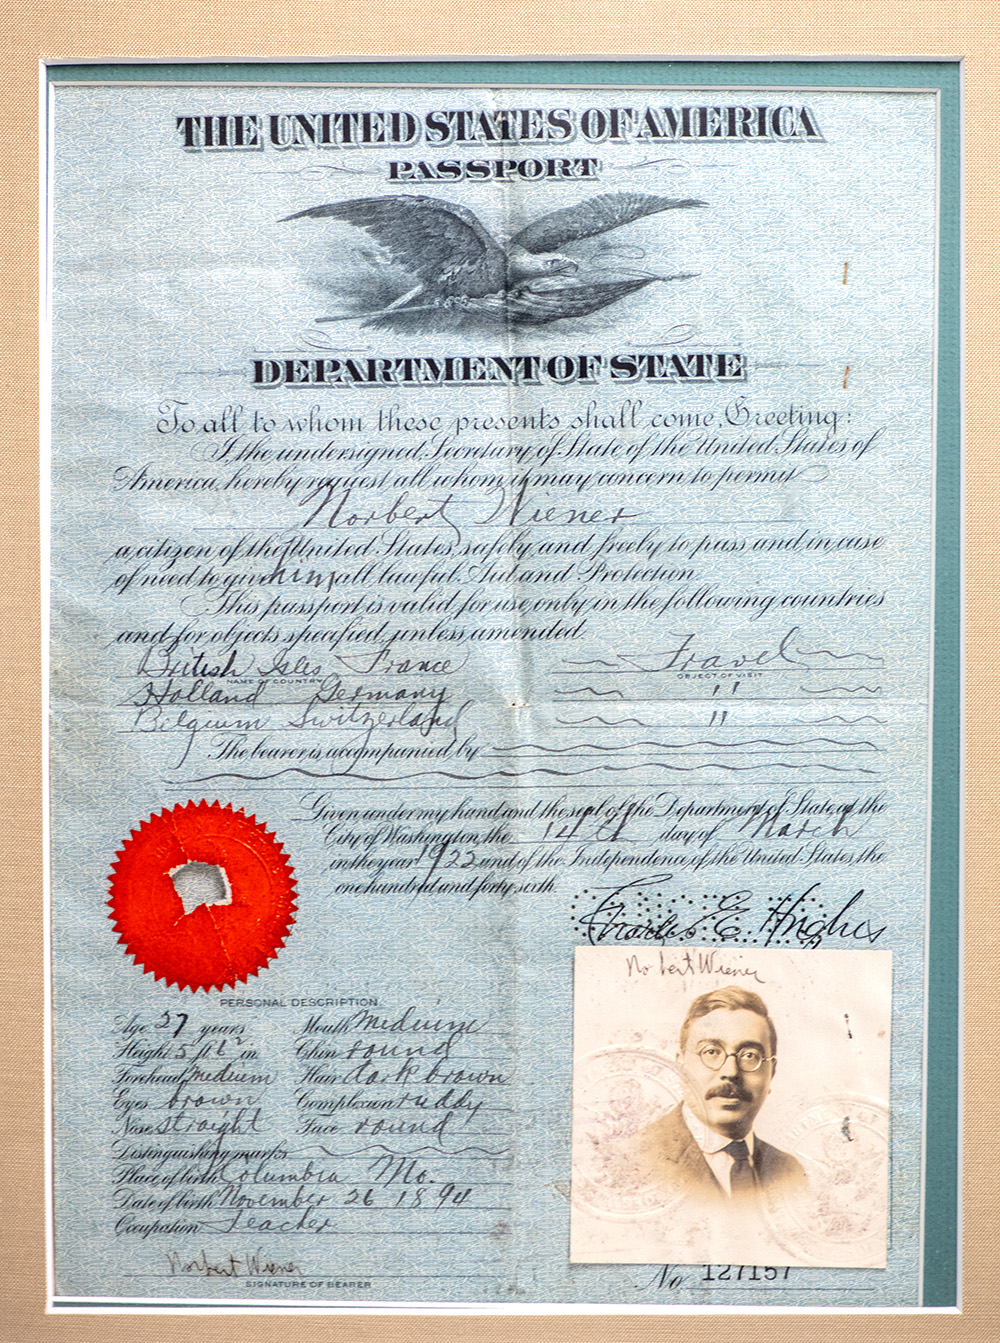 THE UNITED STATES OF AMERICA
PASSPORT
DEPARTMENT OF STATE
To all to whom these presents shall come, Greeting:
I, the undersigned, Secretary of State of the United States of
America, hereby request all whom it may concern to permit
Norbert Wiener
a citizen of the United States, safely and freely to pass and in case
of need to give him all lawful Aid and Protection.
This passport is valid for use only in the following countries
and for objects specified, unless amended.
British Isles France Travel
NAME OF COUNTRY OBJECT OF VISIT
Holland Germany "
Belgium Switzerland "
The bearer is accompanied by
Given under my hand and the seal of the Department of State, at the
City of Washington, the 14th day of March
in the year 1922 and of the Independence of the United States, the
one hundred and forty sixth.
Charles E. Hughes
Norbert Wiener
PERSONAL DESCRIPTION
Age 27 years Mouth medium
Height 5 ft 6 2 in. Chin round
Forehead medium Hair dark brown
Eyes brown Complexion ruddy
Nose straight Face round
Distinguishing marks
Place of birth Columbia Mo.
Date of birth November 26 1894
Occupation Teacher
Norbert Wiener
SIGNATURE OF BEARER
No 127157